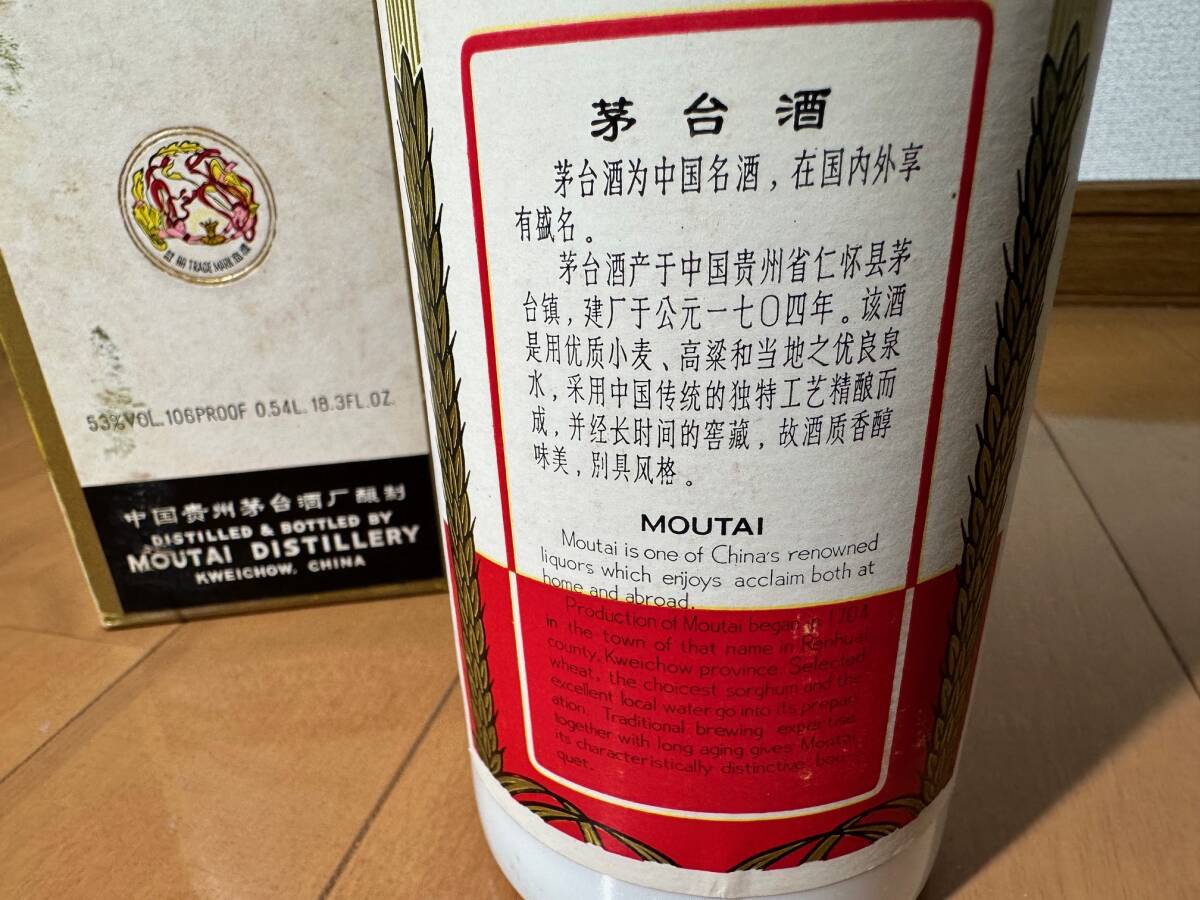 TRADE MARK
53%VOL. 106PROOF 0.54L. 18.3FL.OZ.
中国贵州茅台酒厂酿制
DISTILLED & BOTTLED BY
MOUTAI DISTILLERY
KWEICHOW, CHINA
茅台酒
茅台酒为中国名酒，在国内外享
有盛名。
茅台酒产于中国贵州省仁怀县茅
台镇，建厂于公元一七〇四年。该酒
是用优质小麦、高粱和当地之优良泉
水，采用中国传统的独特工艺精酿而
成，并经长时间的窖藏，故酒质香醇
味美，别具风格。
MOUTAI
Moutai is one of China's renowned
liquors which enjoys acclaim both at
home and abroad.
Production of Moutai began in 1704
in the town of that name in Renhuai
county, Kweichow province. Selected
wheat, the choicest sorghum and the
excellent local water go into its prepar-
ation. Traditional brewing expertise
together with long aging gives Moutai
its characteristically distinctive bou-
quet.